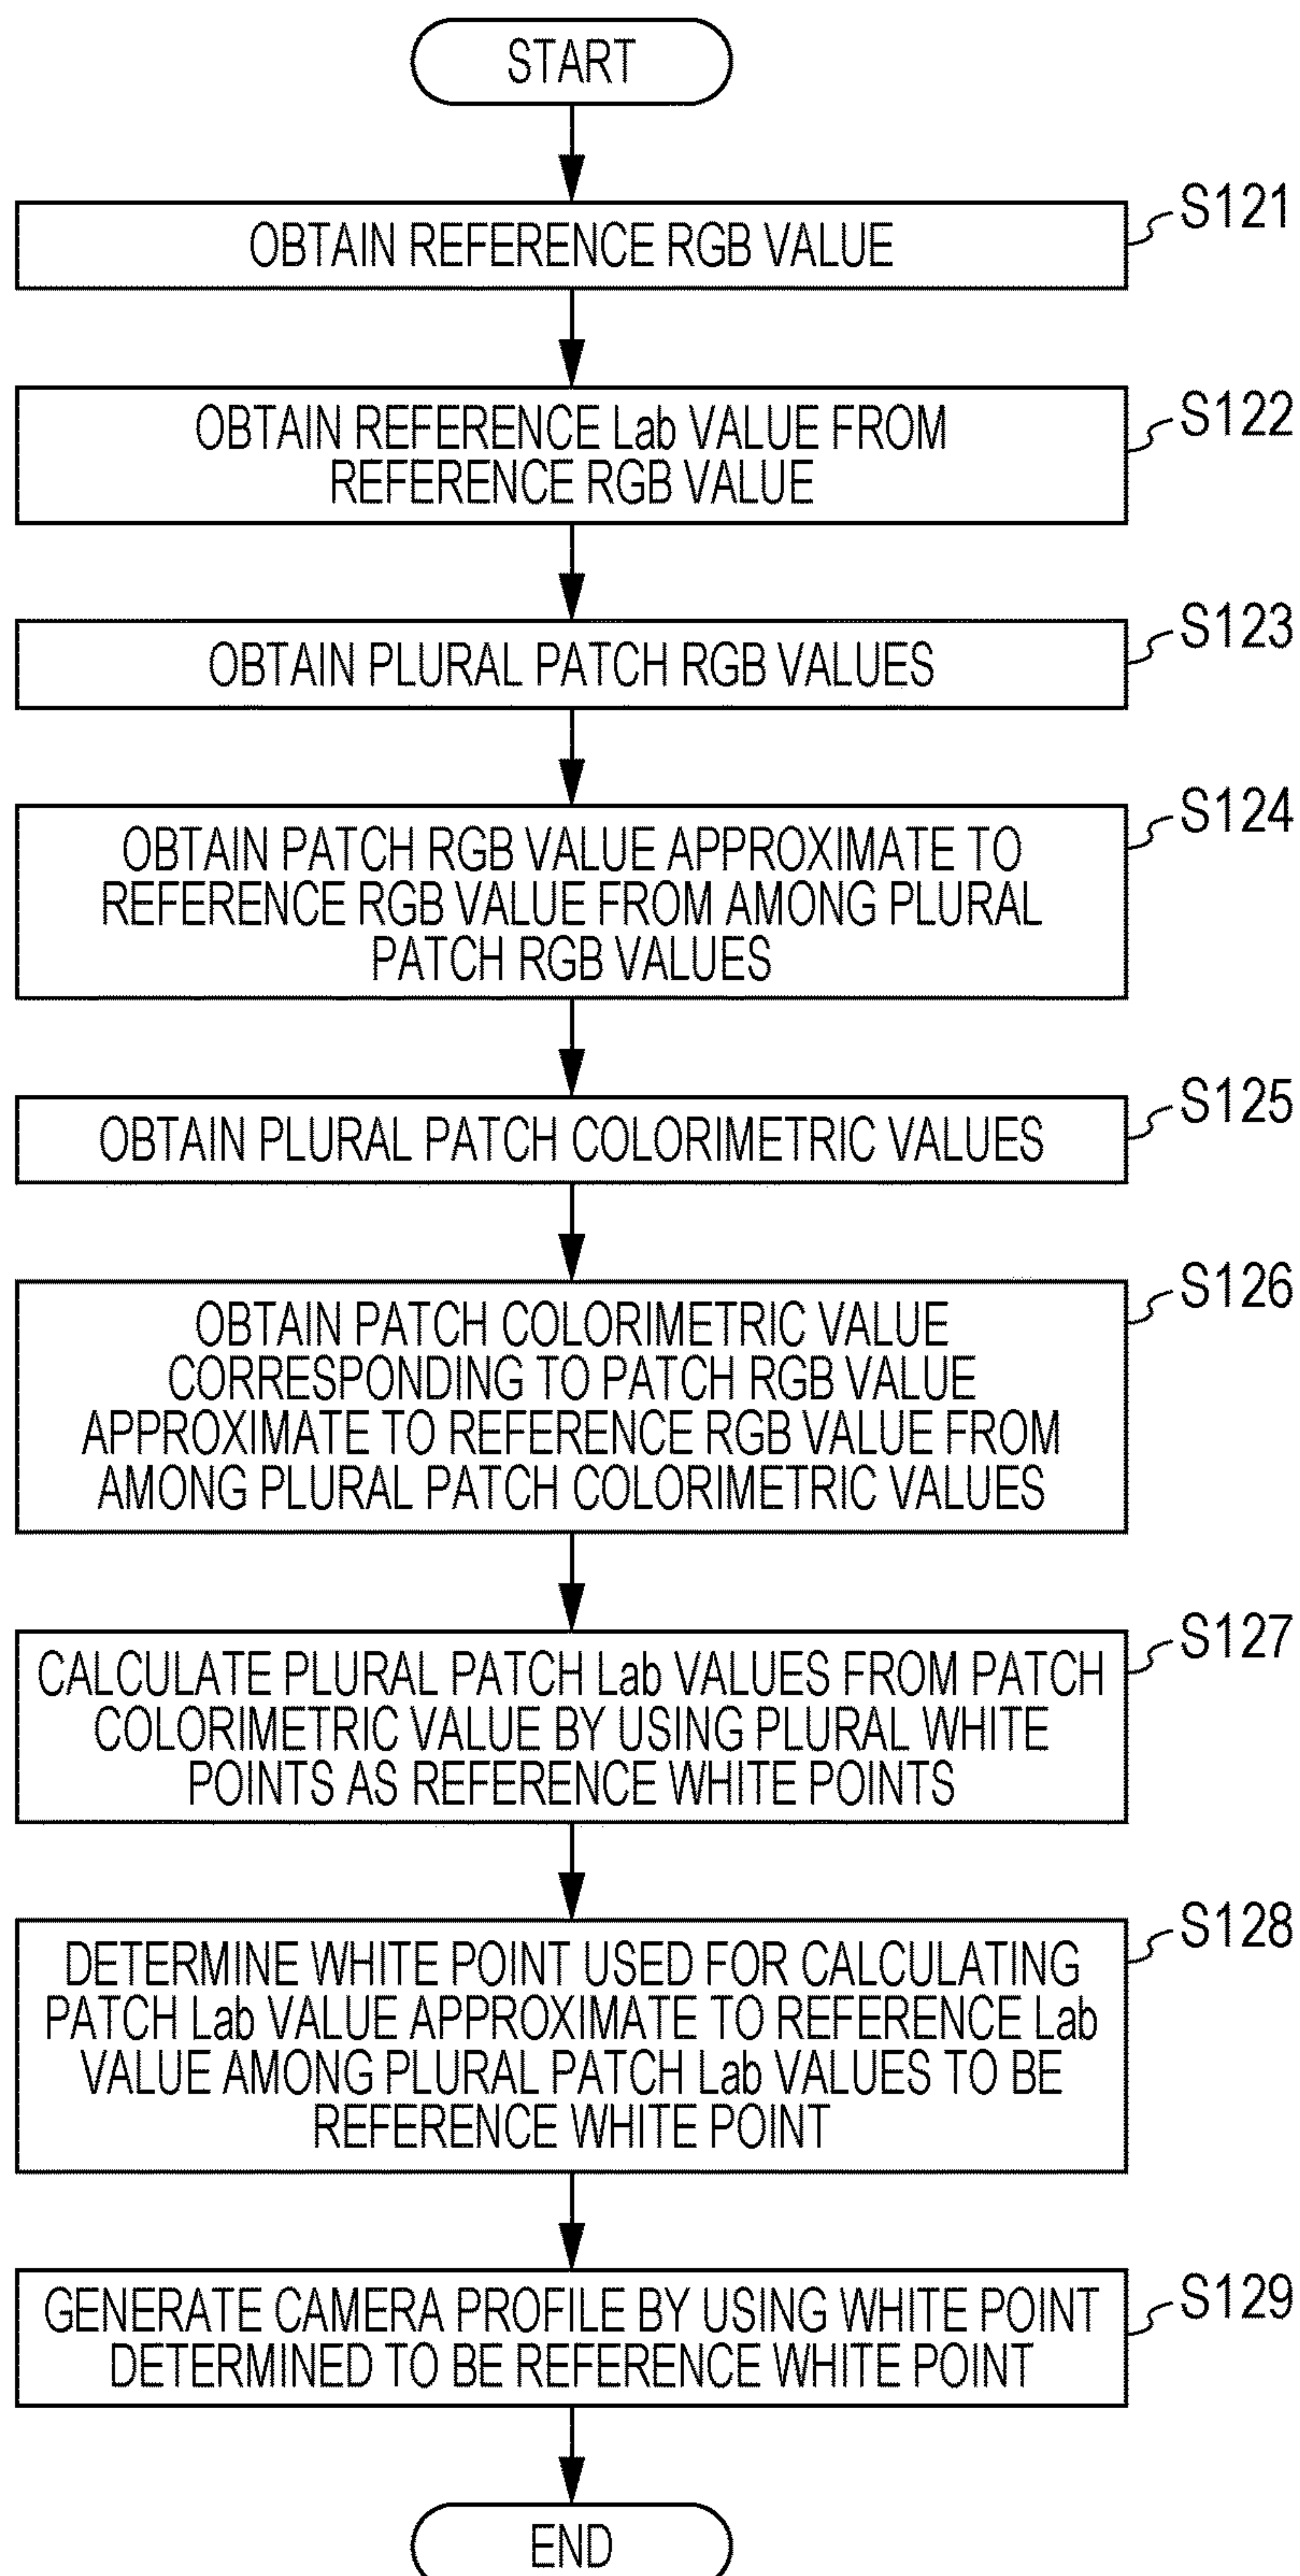 START
S121
OBTAIN REFERENCE RGB VALUE
S122
OBTAIN REFERENCE Lab VALUE FROM
REFERENCE RGB VALUE
S123
OBTAIN PLURAL PATCH RGB VALUES
S124
OBTAIN PATCH RGB VALUE APPROXIMATE TO
REFERENCE RGB VALUE FROM AMONG PLURAL
PATCH RGB VALUES
S125
OBTAIN PLURAL PATCH COLORIMETRIC VALUES
S126
OBTAIN PATCH COLORIMETRIC VALUE
CORRESPONDING TO PATCH RGB VALUE
APPROXIMATE TO REFERENCE RGB VALUE FROM
AMONG PLURAL PATCH COLORIMETRIC VALUES
S127
CALCULATE PLURAL PATCH Lab VALUES FROM PATCH
COLORIMETRIC VALUE BY USING PLURAL WHITE
POINTS AS REFERENCE WHITE POINTS
S128
DETERMINE WHITE POINT USED FOR CALCULATING
PATCH Lab VALUE APPROXIMATE TO REFERENCE Lab
VALUE AMONG PLURAL PATCH Lab VALUES TO BE
REFERENCE WHITE POINT
S129
GENERATE CAMERA PROFILE BY USING WHITE POINT
DETERMINED TO BE REFERENCE WHITE POINT
END